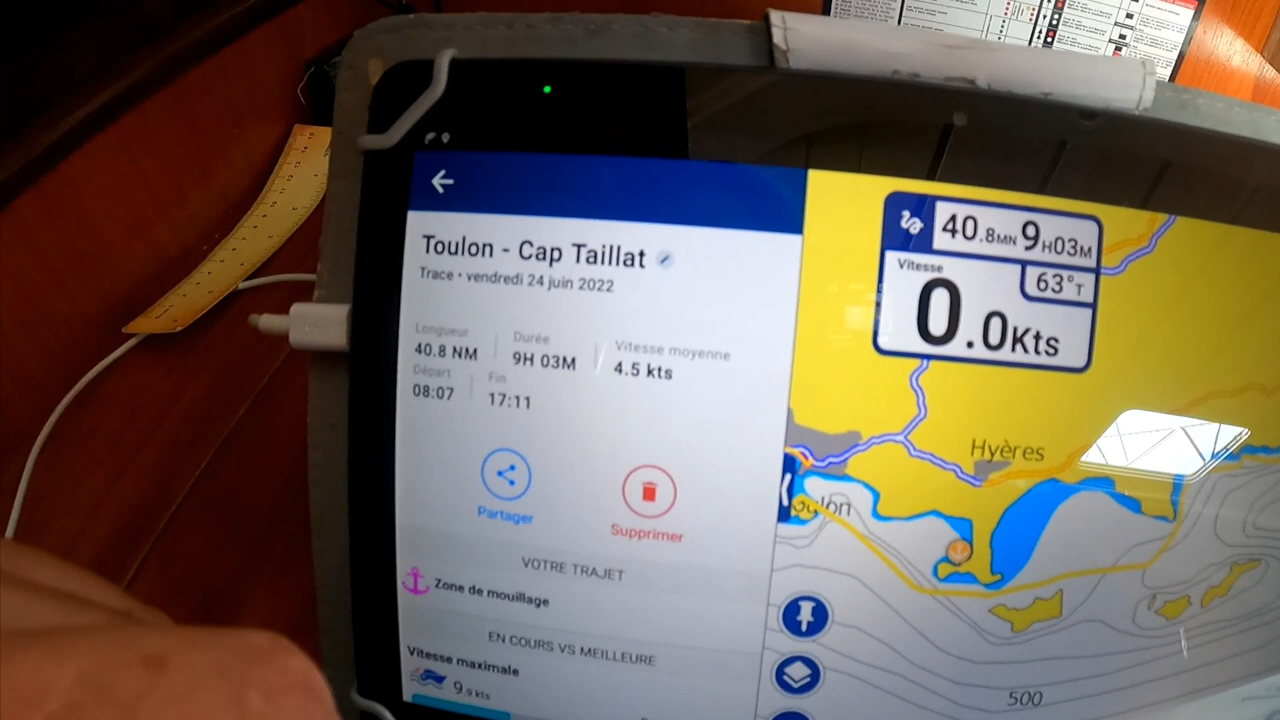 Toulon - Cap Taillat
Trace • vendredi 24 juin 2022
Longueur
40.8 NM
Durée
9H 03M
Vitesse moyenne
4.5 kts
Départ
08:07
Fin
17:11
Partager
Supprimer
VOTRE TRAJET
Zone de mouillage
EN COURS VS MEILLEURE
Vitesse maximale
9.9 kts
40.8MN 9H03M
Vitesse
63°T
0.0Kts
Hyères
oulon
500